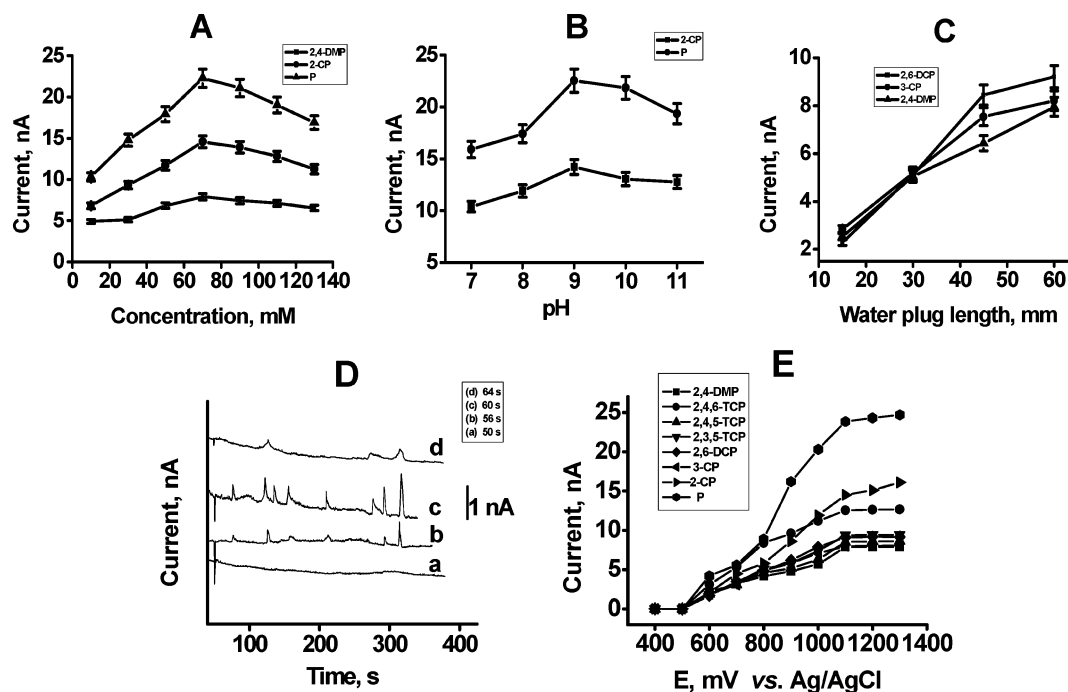 A
2,4-DMP
2-CP
P
25
20
15
10
5
0
0 20 40 60 80 100 120 140
Current, nA
Concentration, mM
B
2-CP
P
25
20
15
10
5
7 8 9 10 11
Current, nA
pH
C
2,6-DCP
3-CP
2,4-DMP
10
8
6
4
2
10 20 30 40 50 60
Current, nA
Water plug length, mm
D
(d) 64 s
(c) 60 s
(b) 56 s
(a) 50 s
d
c
b
a
1 nA
100 200 300 400
Current, nA
Time, s
E
2,4-DMP
2,4,6-TCP
2,4,5-TCP
2,3,5-TCP
2,6-DCP
3-CP
2-CP
P
25
20
15
10
5
0
400 600 800 1000 1200 1400
Current, nA
E, mV vs. Ag/AgCl